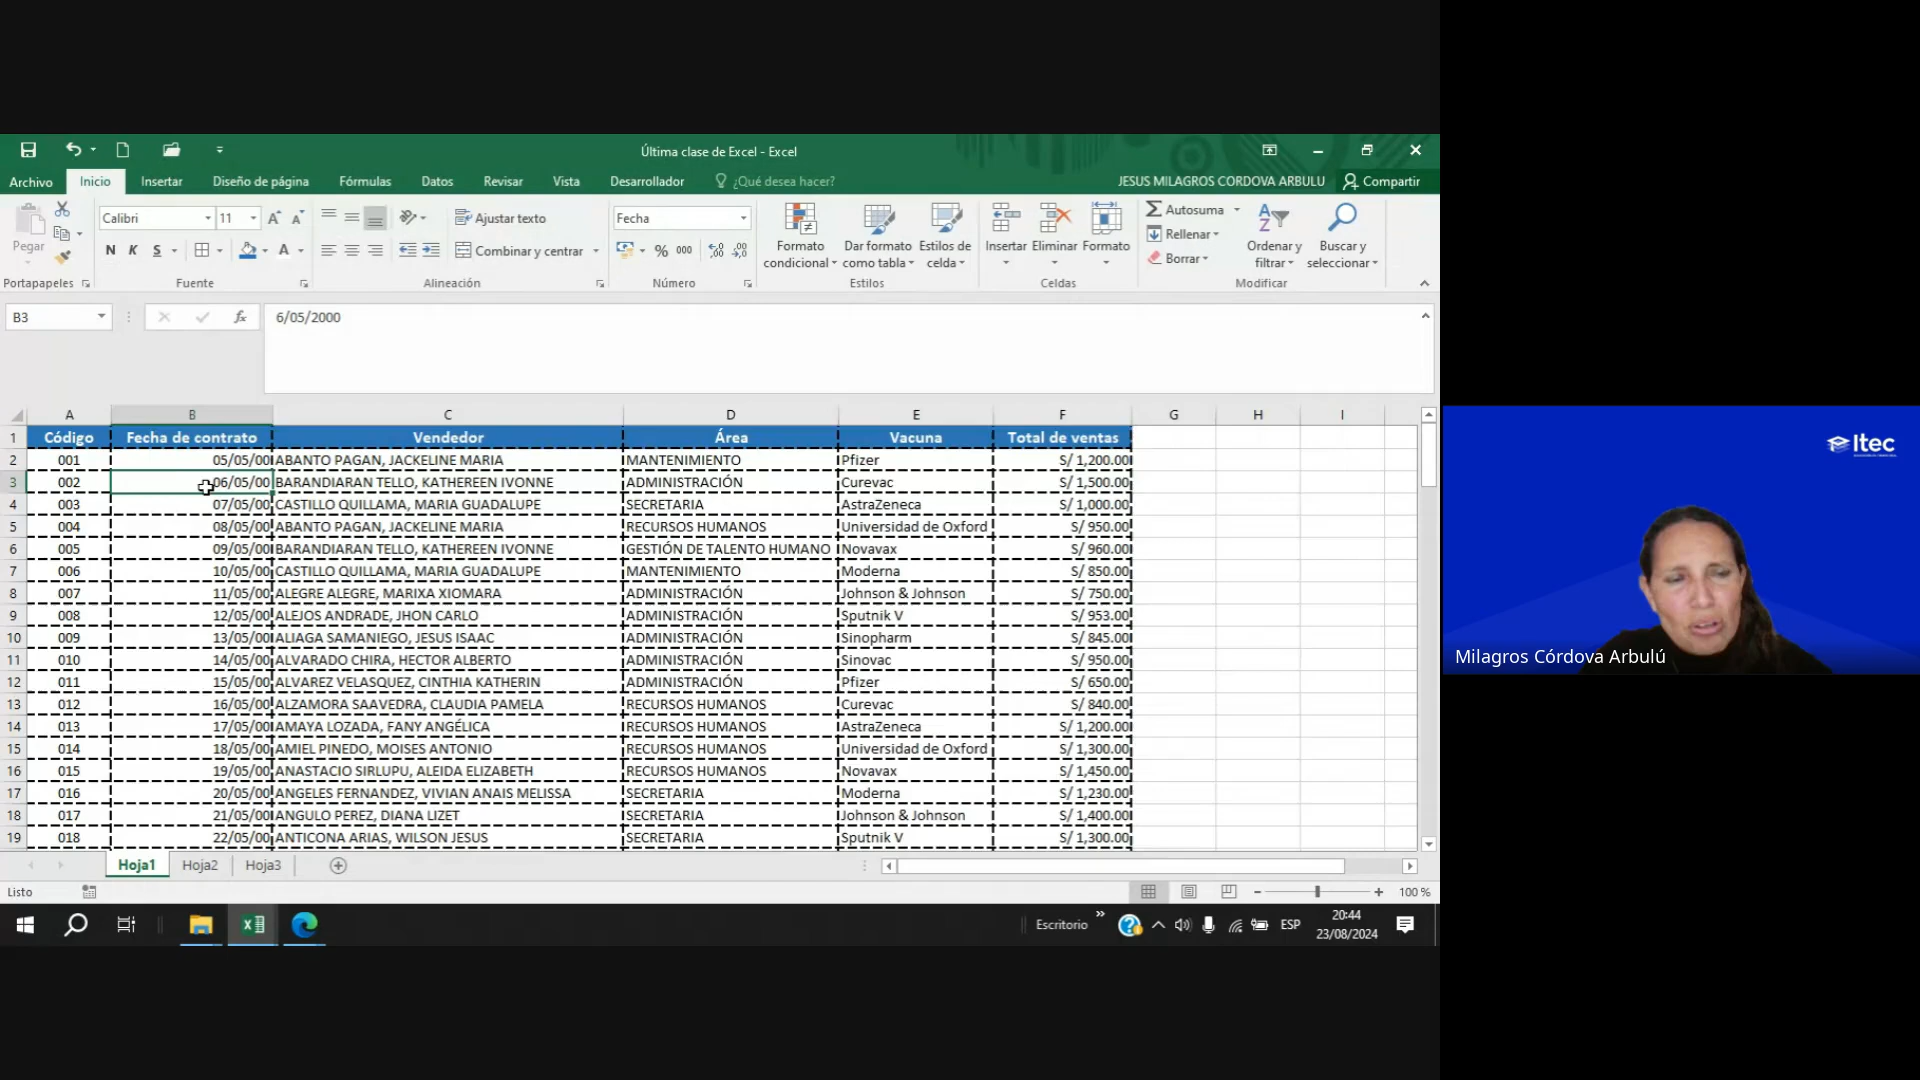 Última clase de Excel - Excel
Archivo Inicio Insertar Diseño de página Fórmulas Datos Revisar Vista Desarrollador ¿Qué desea hacer? JESUS MILAGROS CORDOVA ARBULU Compartir
Pegar
Portapapeles
Calibri 11
N K S
Fuente
Ajustar texto
Combinar y centrar
Alineación
Fecha
% 000
Número
Formato condicional
Dar formato como tabla
Estilos de celda
Estilos
Insertar Eliminar Formato
Celdas
Autosuma
Rellenar
Borrar
Ordenar y filtrar
Buscar y seleccionar
Modificar
B3 fx 6/05/2000
A B C D E F G H I
1 Código Fecha de contrato Vendedor Área Vacuna Total de ventas
2 001 05/05/00 ABANTO PAGAN, JACKELINE MARIA MANTENIMIENTO Pfizer S/ 1,200.00
3 002 06/05/00 BARANDIARAN TELLO, KATHEREEN IVONNE ADMINISTRACIÓN Curevac S/ 1,500.00
4 003 07/05/00 CASTILLO QUILLAMA, MARIA GUADALUPE SECRETARIA AstraZeneca S/ 1,000.00
5 004 08/05/00 ABANTO PAGAN, JACKELINE MARIA RECURSOS HUMANOS Universidad de Oxford S/ 950.00
6 005 09/05/00 BARANDIARAN TELLO, KATHEREEN IVONNE GESTIÓN DE TALENTO HUMANO Novavax S/ 960.00
7 006 10/05/00 CASTILLO QUILLAMA, MARIA GUADALUPE MANTENIMIENTO Moderna S/ 850.00
8 007 11/05/00 ALEGRE ALEGRE, MARIXA XIOMARA ADMINISTRACIÓN Johnson & Johnson S/ 750.00
9 008 12/05/00 ALEJOS ANDRADE, JHON CARLO ADMINISTRACIÓN Sputnik V S/ 953.00
10 009 13/05/00 ALIAGA SAMANIEGO, JESUS ISAAC ADMINISTRACIÓN Sinopharm S/ 845.00
11 010 14/05/00 ALVARADO CHIRA, HECTOR ALBERTO ADMINISTRACIÓN Sinovac S/ 950.00
12 011 15/05/00 ALVAREZ VELASQUEZ, CINTHIA KATHERIN ADMINISTRACIÓN Pfizer S/ 650.00
13 012 16/05/00 ALZAMORA SAAVEDRA, CLAUDIA PAMELA RECURSOS HUMANOS Curevac S/ 840.00
14 013 17/05/00 AMAYA LOZADA, FANY ANGÉLICA RECURSOS HUMANOS AstraZeneca S/ 1,200.00
15 014 18/05/00 AMIEL PINEDO, MOISES ANTONIO RECURSOS HUMANOS Universidad de Oxford S/ 1,300.00
16 015 19/05/00 ANASTACIO SIRLUPU, ALEIDA ELIZABETH RECURSOS HUMANOS Novavax S/ 1,450.00
17 016 20/05/00 ANGELES FERNANDEZ, VIVIAN ANAIS MELISSA SECRETARIA Moderna S/ 1,230.00
18 017 21/05/00 ANGULO PEREZ, DIANA LIZET SECRETARIA Johnson & Johnson S/ 1,400.00
19 018 22/05/00 ANTICONA ARIAS, WILSON JESUS SECRETARIA Sputnik V S/ 1,300.00
Hoja1 Hoja2 Hoja3
Listo 100 %
Escritorio ESP 20:44
23/08/2024
Itec
Milagros Córdova Arbulú